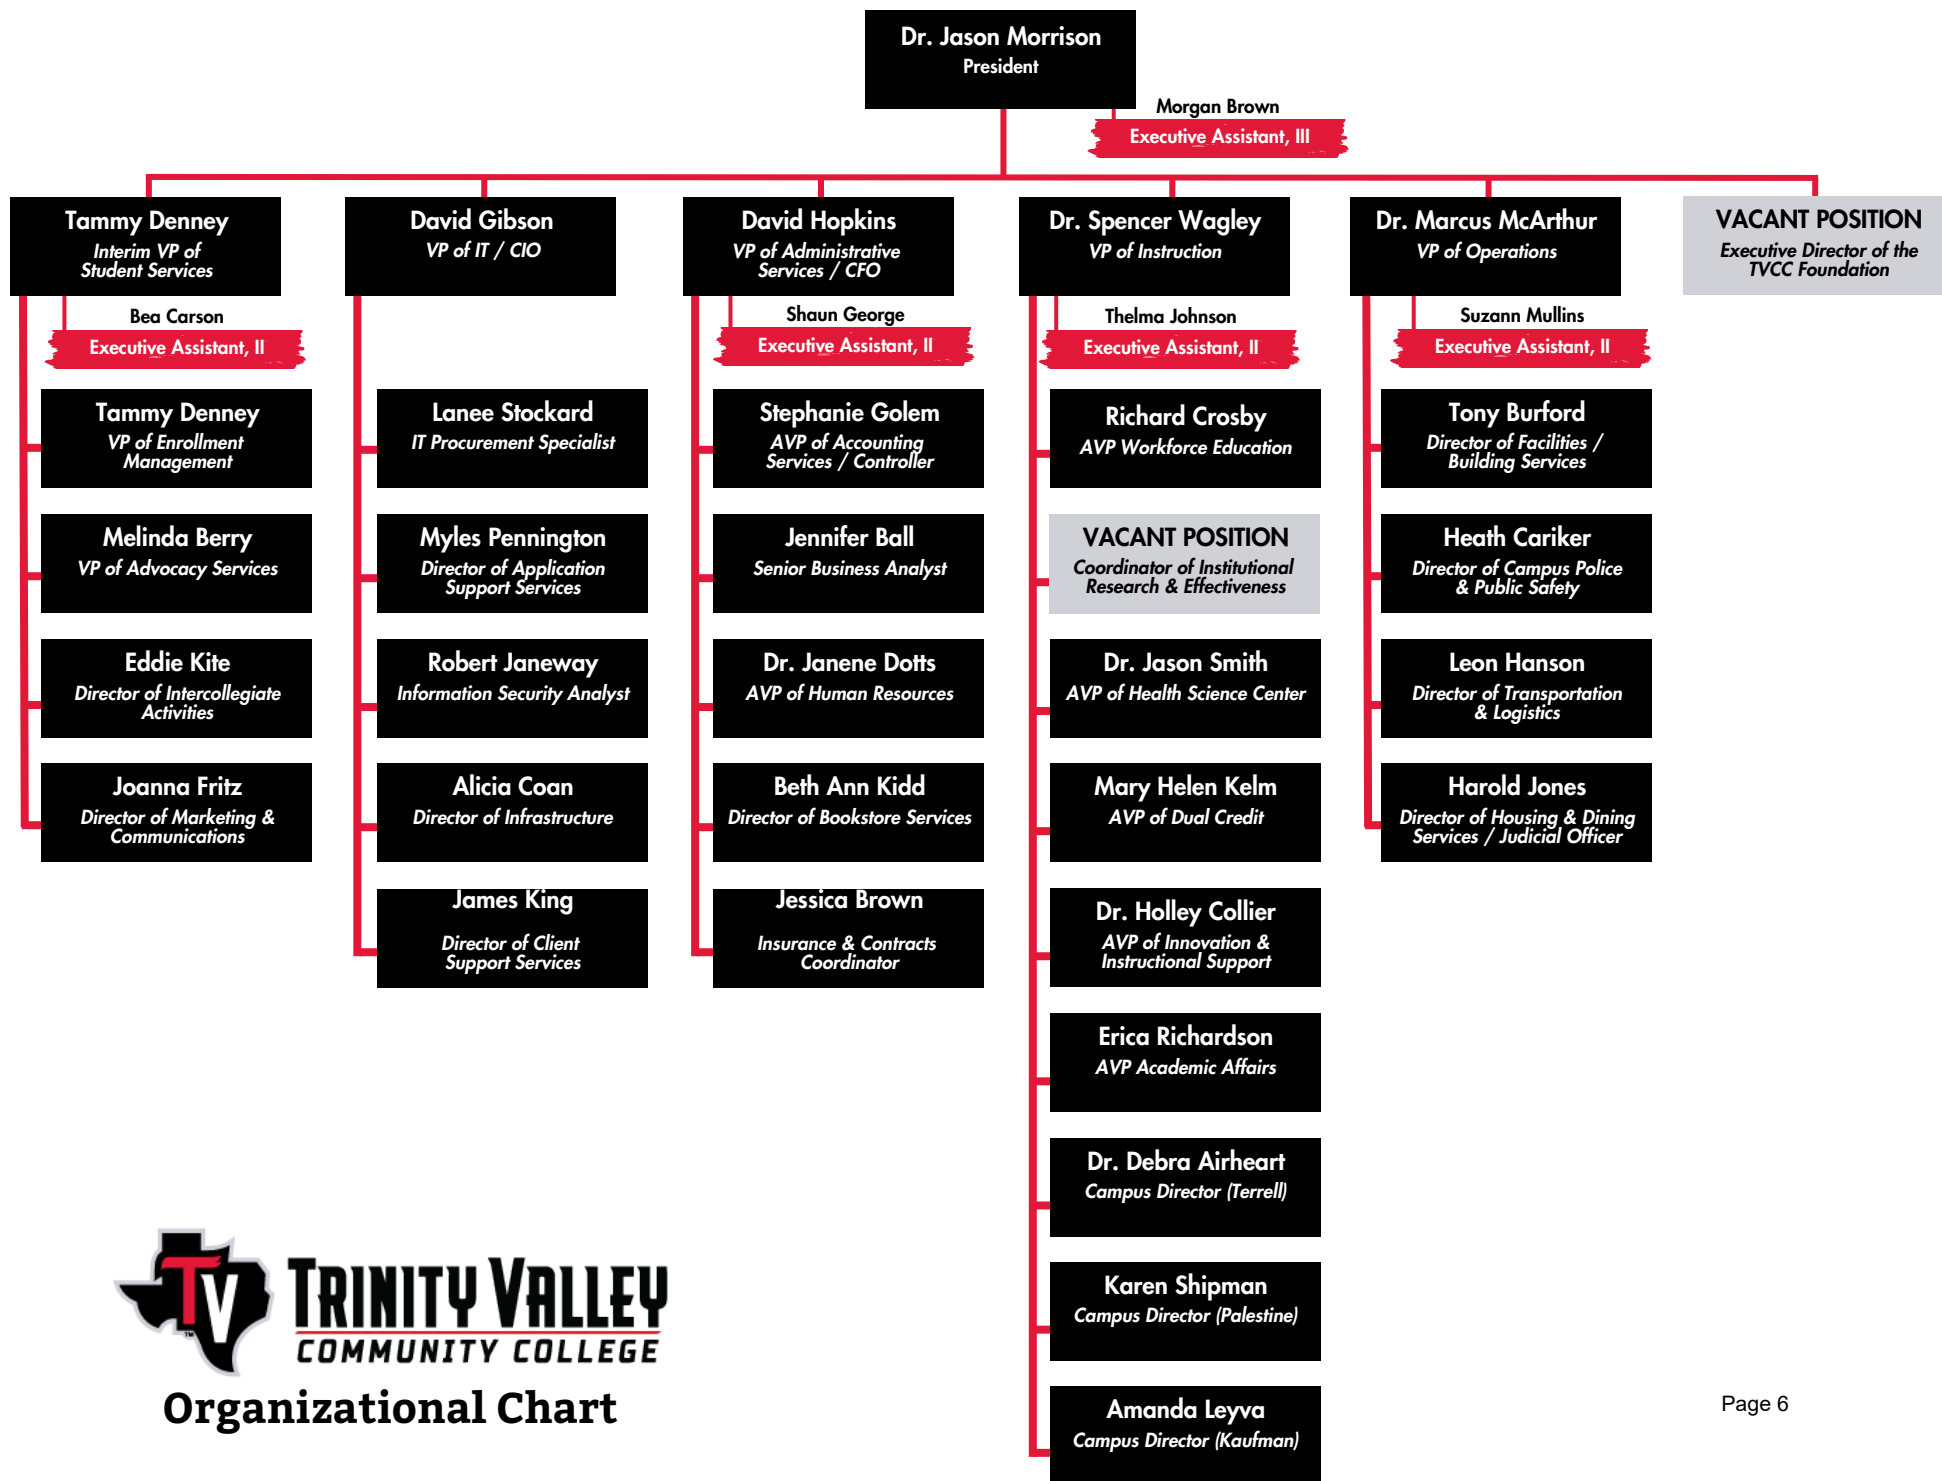 Dr. Jason Morrison
President
Morgan Brown
Executive Assistant, III
Tammy Denney
Interim VP of
Student Services
Bea Carson
Executive Assistant, II
Tammy Denney
VP of Enrollment
Management
Melinda Berry
VP of Advocacy Services
Eddie Kite
Director of Intercollegiate
Activities
Joanna Fritz
Director of Marketing &
Communications
David Gibson
VP of IT / CIO
Lanee Stockard
IT Procurement Specialist
Myles Pennington
Director of Application
Support Services
Robert Janeway
Information Security Analyst
Alicia Coan
Director of Infrastructure
James King
Director of Client
Support Services
David Hopkins
VP of Administrative
Services / CFO
Shaun George
Executive Assistant, II
Stephanie Golem
AVP of Accounting
Services / Controller
Jennifer Ball
Senior Business Analyst
Dr. Janene Dotts
AVP of Human Resources
Beth Ann Kidd
Director of Bookstore Services
Jessica Brown
Insurance & Contracts
Coordinator
Dr. Spencer Wagley
VP of Instruction
Thelma Johnson
Executive Assistant, II
Richard Crosby
AVP Workforce Education
VACANT POSITION
Coordinator of Institutional
Research & Effectiveness
Dr. Jason Smith
AVP of Health Science Center
Mary Helen Kelm
AVP of Dual Credit
Dr. Holley Collier
AVP of Innovation &
Instructional Support
Erica Richardson
AVP Academic Affairs
Dr. Debra Airheart
Campus Director (Terrell)
Karen Shipman
Campus Director (Palestine)
Amanda Leyva
Campus Director (Kaufman)
Dr. Marcus McArthur
VP of Operations
Suzann Mullins
Executive Assistant, II
Tony Burford
Director of Facilities /
Building Services
Heath Cariker
Director of Campus Police
& Public Safety
Leon Hanson
Director of Transportation
& Logistics
Harold Jones
Director of Housing & Dining
Services / Judicial Officer
VACANT POSITION
Executive Director of the
TVCC Foundation
TV
TM
TRINITY VALLEY
COMMUNITY COLLEGE
Organizational Chart
Page 6